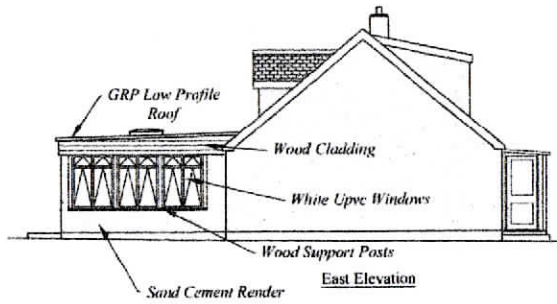 GRP Low Profile
Roof
Wood Cladding
White Upvc Windows
Wood Support Posts
East Elevation
Sand Cement Render